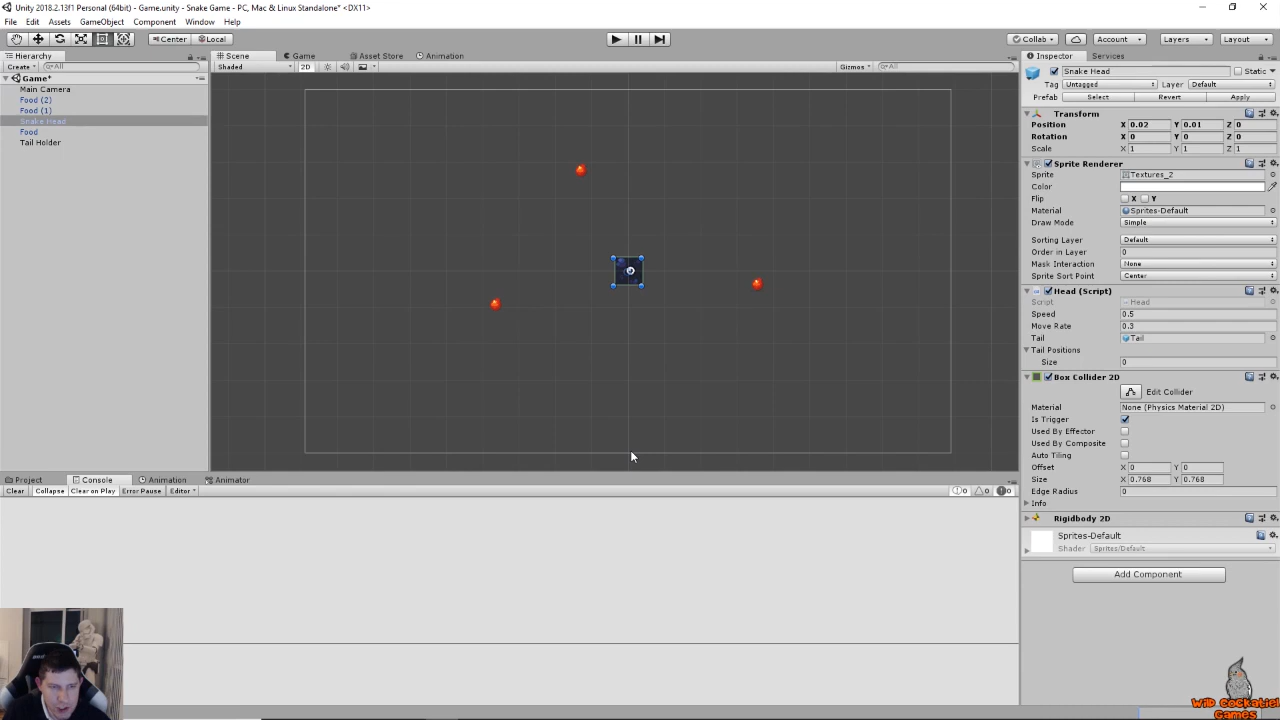 Unity 2018.2.13f1 Personal (64bit) - Game.unity - Snake Game - PC, Mac & Linux Standalone* <DX11>
File Edit Assets GameObject Component Window Help
Center Local Collab Account Layers Layout
Hierarchy Scene Game Asset Store Animation Inspector Services
Create All Shaded 2D Gizmos All Snake Head Static
Game*
Main Camera
Food (2)
Food (1)
Snake Head
Food
Tail Holder
Tag Untagged Layer Default
Prefab Select Revert Apply
Transform
Position X 0.02 Y 0.01 Z 0
Rotation X 0 Y 0 Z 0
Scale X 1 Y 1 Z 1
Sprite Renderer
Sprite Textures_2
Color
Flip X Y
Material Sprites-Default
Draw Mode Simple
Sorting Layer Default
Order in Layer 0
Mask Interaction None
Sprite Sort Point Center
Head (Script)
Script Head
Speed 0.5
Move Rate 0.3
Tail Tail
Tail Positions
Size 0
Box Collider 2D
Edit Collider
Material None (Physics Material 2D)
Is Trigger
Used By Effector
Used By Composite
Auto Tiling
Offset X 0 Y 0
Size X 0.768 Y 0.768
Edge Radius 0
Info
Rigidbody 2D
Sprites-Default
Shader Sprites/Default
Add Component
Project Console Animation Animator
Clear Collapse Clear on Play Error Pause Editor 0 0 0
Wild Cockatiel
Games